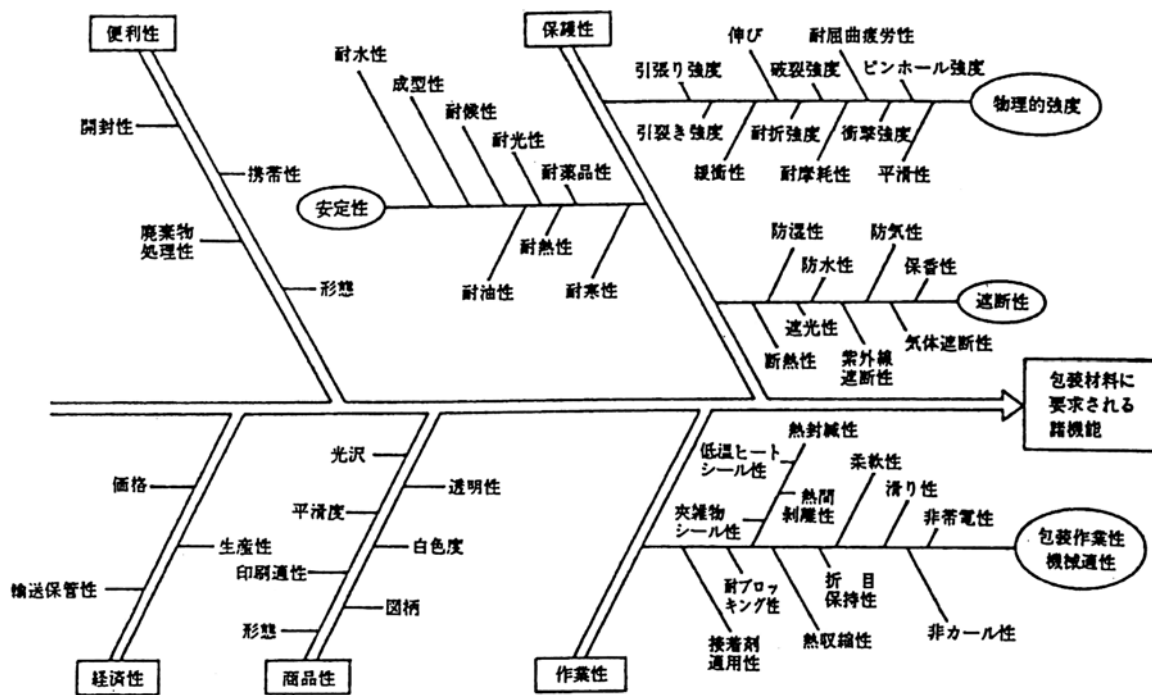 便利性
開封性
携帯性
廃棄物
処理性
形態
保護性
耐水性
成型性
耐候性
耐光性
耐薬品性
安定性
耐油性
耐熱性
耐寒性
引張り強度
伸び
破裂強度
耐屈曲疲労性
ピンホール強度
物理的強度
引裂き強度
緩衝性
耐折強度
耐摩耗性
衝撃強度
平滑性
防湿性
防水性
防気性
保香性
遮断性
断熱性
遮光性
紫外線
遮断性
気体遮断性
包装材料に
要求される
諸機能
価格
生産性
輸送保管性
経済性
光沢
透明性
平滑度
白色度
印刷適性
図柄
形態
商品性
熱封緘性
低温ヒート
シール性
熱間
剝離性
夾雑物
シール性
柔軟性
滑り性
非帯電性
包装作業性
機械適性
接着剤
適用性
耐ブロッ
キング性
熱収縮性
折　目
保持性
非カール性
作業性